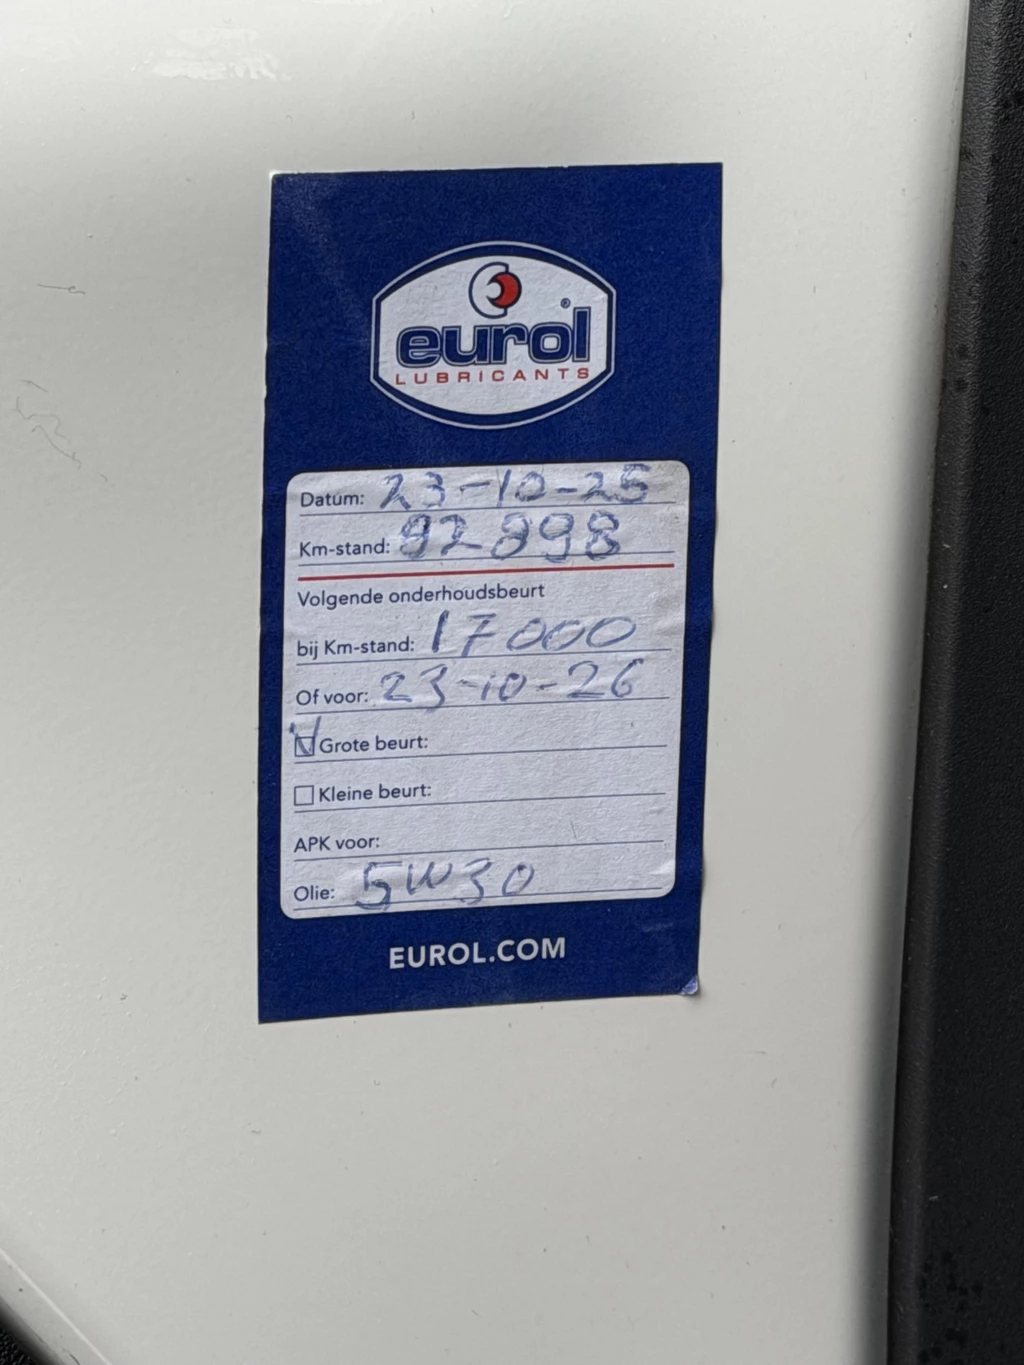 eurol®
LUBRICANTS
Datum: 23-10-25
Km-stand: 92898
Volgende onderhoudsbeurt
bij Km-stand: 17000
Of voor: 23-10-26
Grote beurt:
Kleine beurt:
APK voor:
Olie: 5W30
EUROL.COM